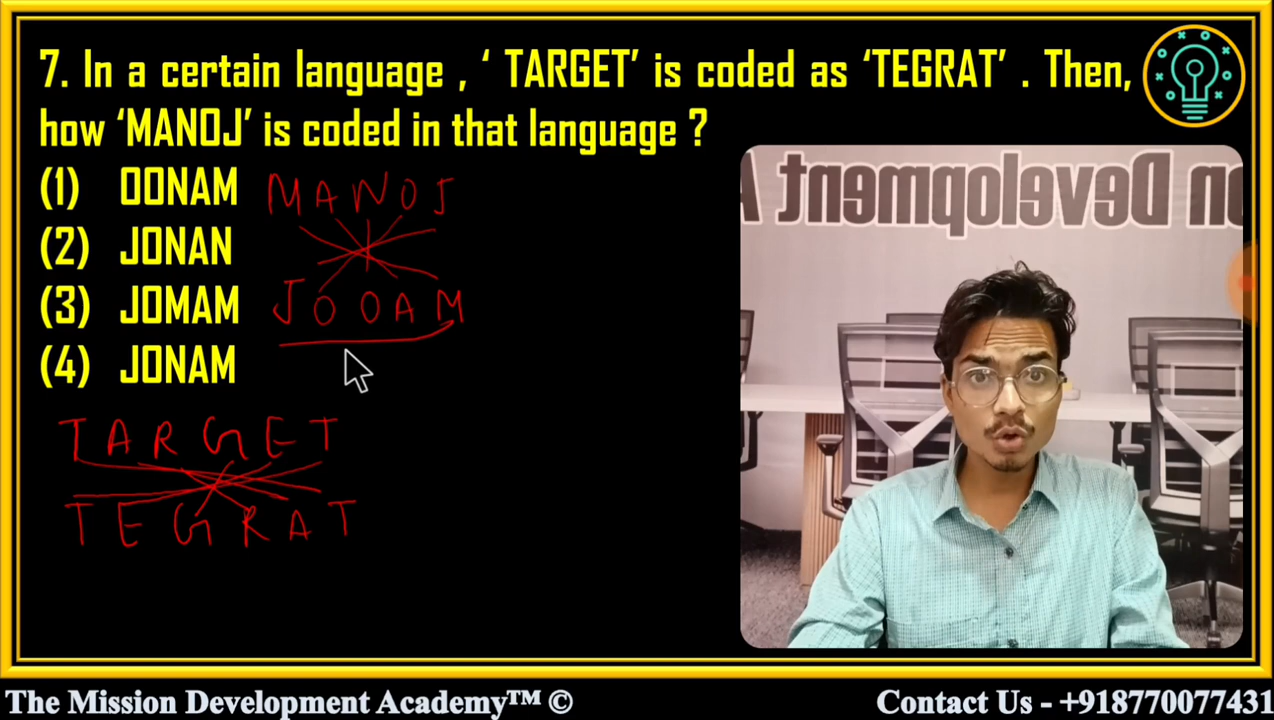 7. In a certain language , ‘ TARGET’ is coded as ‘TEGRAT’ . Then,
how ‘MANOJ’ is coded in that language ?
(1) OONAM
(2) JONAN
(3) JOMAM
(4) JONAM
MANOJ
JOOAM
TARGET
TEGRAT
on Development A
The Mission Development Academy™ ©
Contact Us - +918770077431